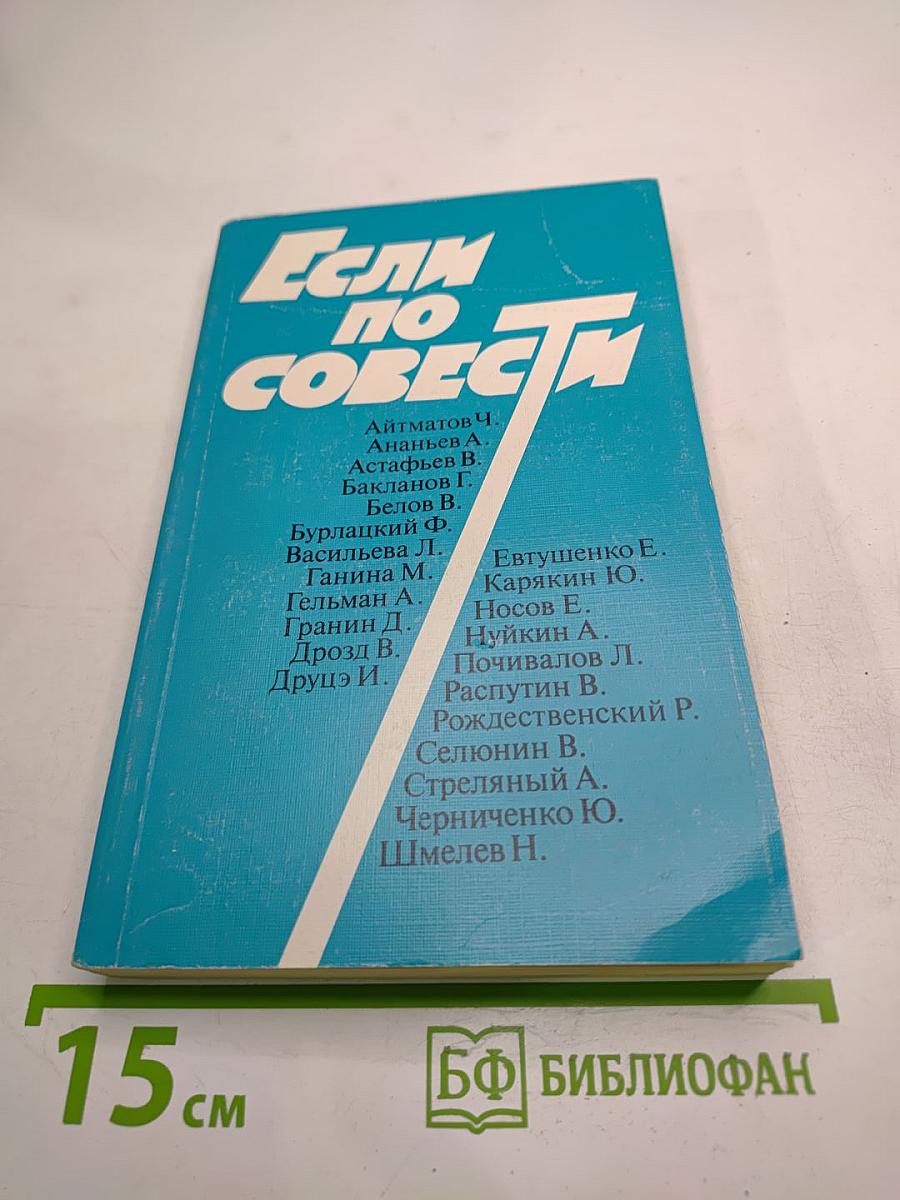 Если
по
совести
Айтматов Ч.
Ананьев А.
Астафьев В.
Бакланов Г.
Белов В.
Бурлацкий Ф.
Васильева Л.
Ганина М.
Гельман А.
Гранин Д.
Дрозд В.
Друцэ И.
Евтушенко Е.
Карякин Ю.
Носов Е.
Нуйкин А.
Почивалов Л.
Распутин В.
Рождественский Р.
Селюнин В.
Стреляный А.
Черниченко Ю.
Шмелев Н.
15 см
БФ БИБЛИОФАН